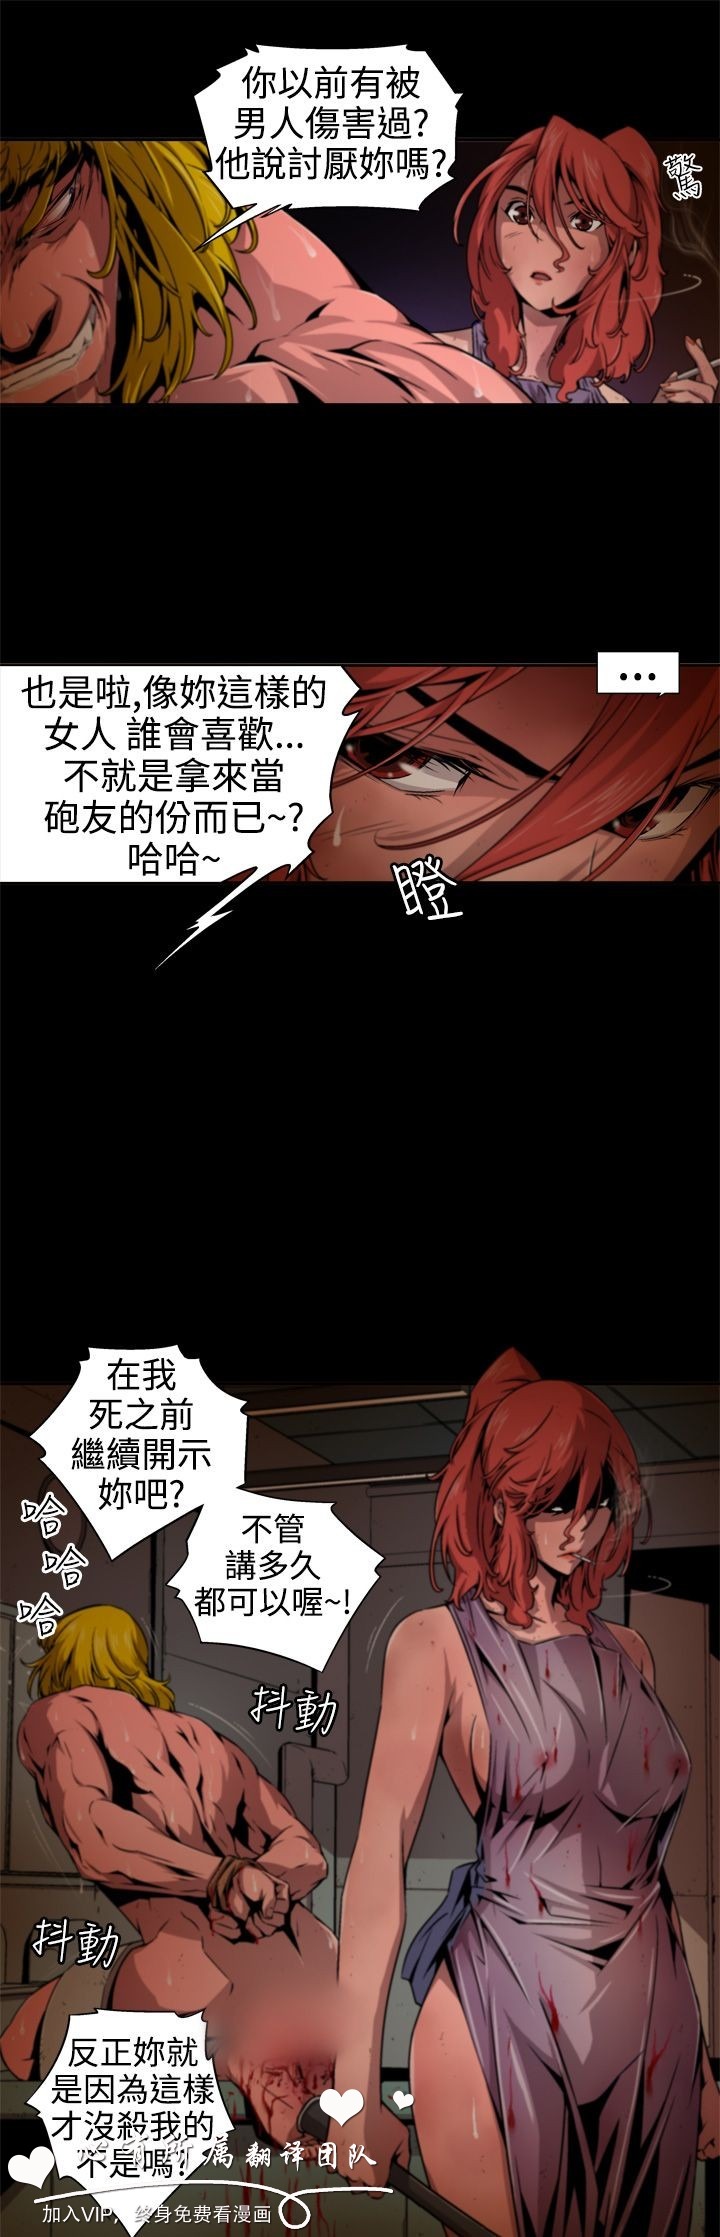 你以前有被
男人傷害過?
他說討厭妳嗎?
驚
...
也是啦,像妳這樣的
女人 誰會喜歡...
不就是拿來當
砲友的份而已~?
哈哈~
瞪
在我
死之前
繼續開示
妳吧?
不管
講多久
都可以喔~!
哈
哈
哈
抖動
抖動
反正妳就
是因為這樣
才沒殺我的
不是嗎?
所属翻译团队
加入VIP，终身免费看漫画